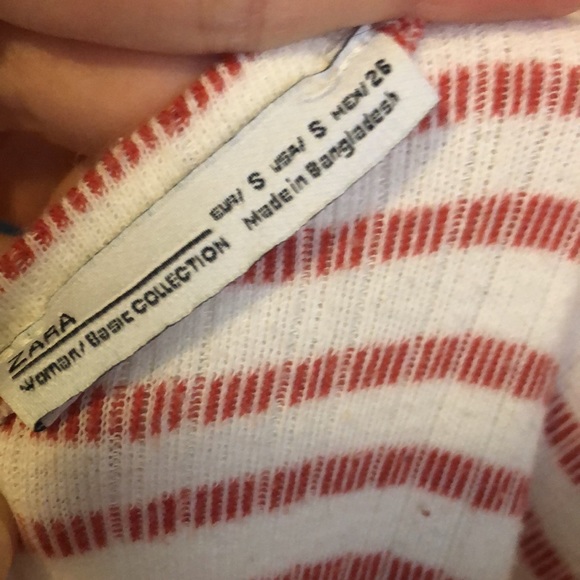 ZARA
Woman/Basic COLLECTION
EUR/ S USA/ S MEX/26
Made in Bangladesh